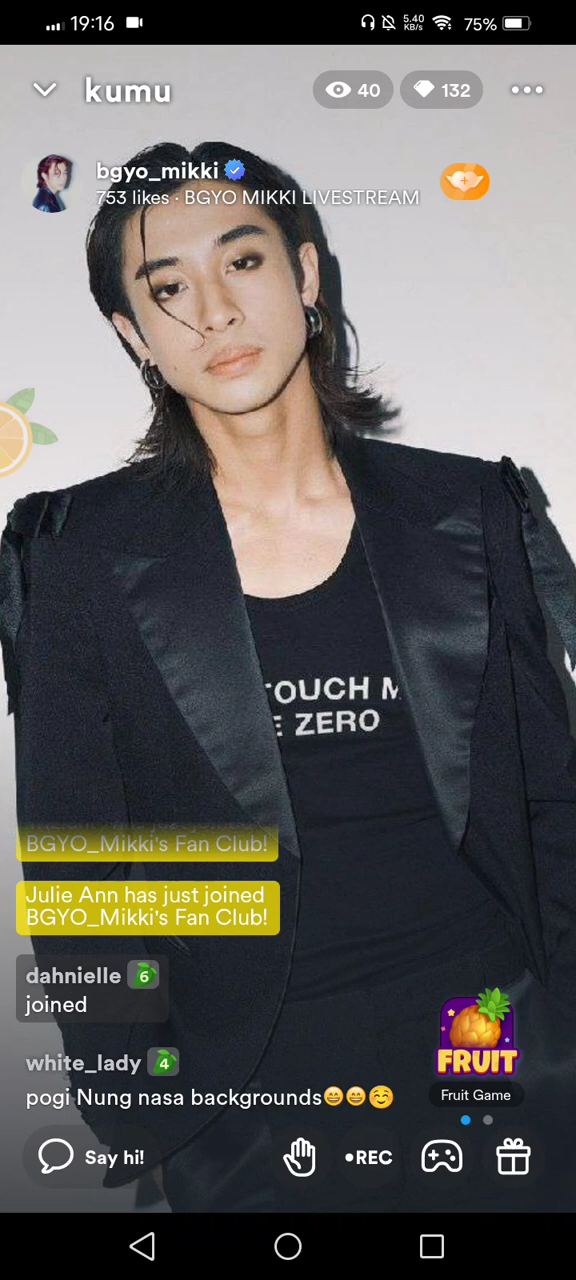 19:16
5.40
KB/s
75%
kumu
40
132
bgyo_mikki
753 likes · BGYO MIKKI LIVESTREAM
TOUCH M
E ZERO
BGYO_Mikki's Fan Club!
Julie Ann has just joined
BGYO_Mikki's Fan Club!
dahnielle 6
joined
white_lady 4
pogi Nung nasa backgrounds😄😄☺️
FRUIT
Fruit Game
Say hi!
•REC